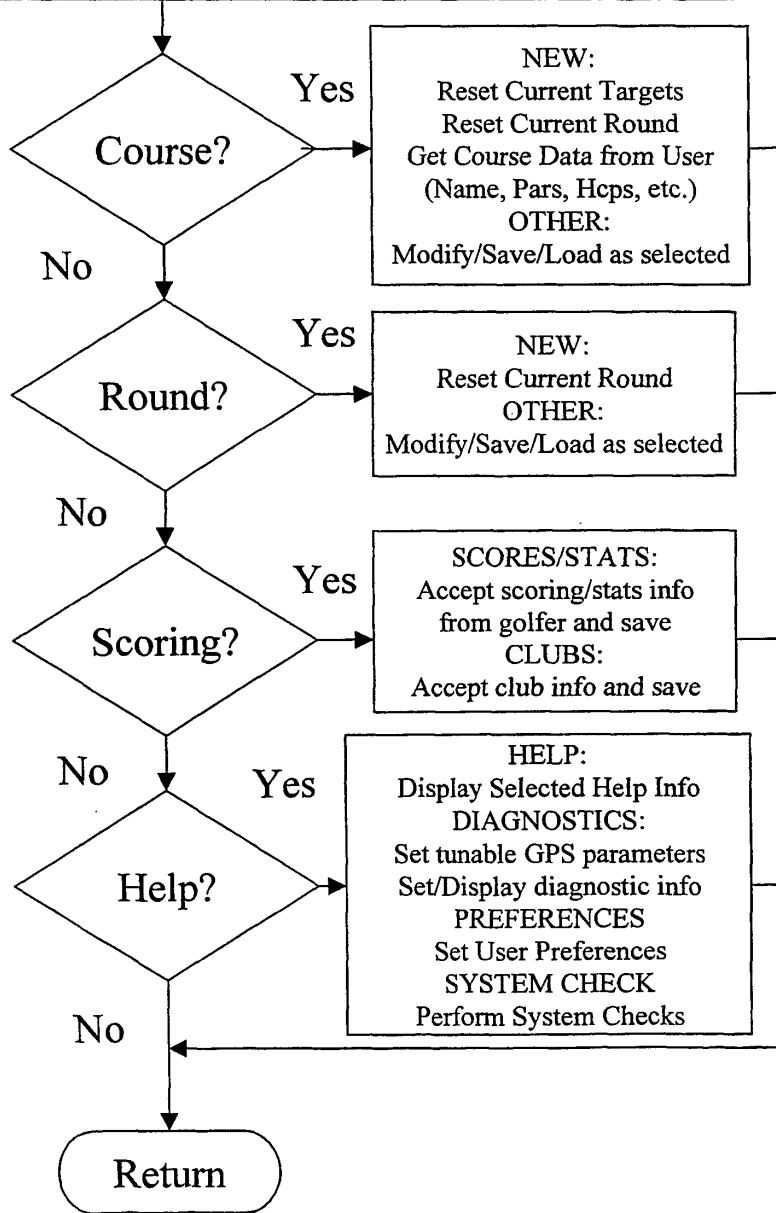 Course?
Yes
NEW:
Reset Current Targets
Reset Current Round
Get Course Data from User
(Name, Pars, Hcps, etc.)
OTHER:
Modify/Save/Load as selected
No
Round?
Yes
NEW:
Reset Current Round
OTHER:
Modify/Save/Load as selected
No
Scoring?
Yes
SCORES/STATS:
Accept scoring/stats info
from golfer and save
CLUBS:
Accept club info and save
No
Help?
Yes
HELP:
Display Selected Help Info
DIAGNOSTICS:
Set tunable GPS parameters
Set/Display diagnostic info
PREFERENCES
Set User Preferences
SYSTEM CHECK
Perform System Checks
No
Return